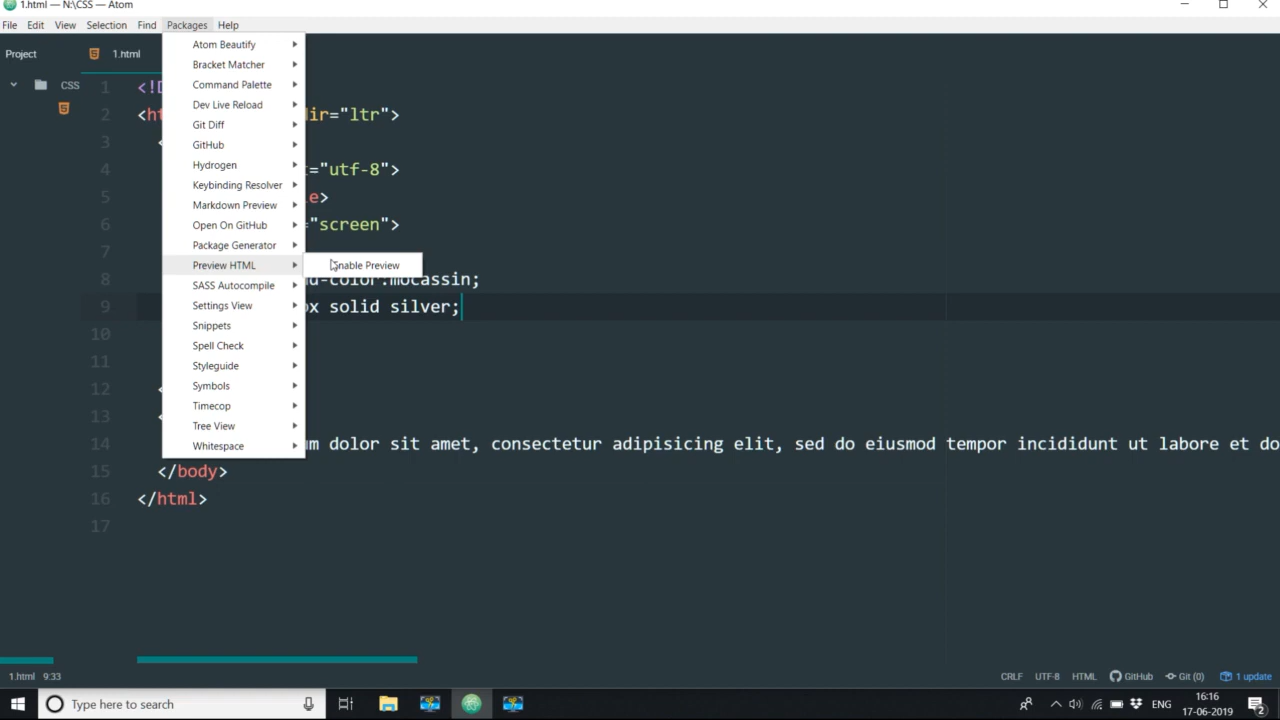 1.html — N:\CSS — Atom
File Edit View Selection Find Packages Help
Project
1.html
CSS
Atom Beautify
Bracket Matcher
Command Palette
Dev Live Reload
Git Diff
GitHub
Hydrogen
Keybinding Resolver
Markdown Preview
Open On GitHub
Package Generator
Preview HTML
SASS Autocompile
Settings View
Snippets
Spell Check
Styleguide
Symbols
Timecop
Tree View
Whitespace
Enable Preview
1 <!D
2 <ht dir="ltr">
3 <
4 ="utf-8">
5 e>
6 ="screen">
7
8 d-color:mocassin;
9 px solid silver;
10
11
12 <
13 <
14 m dolor sit amet, consectetur adipisicing elit, sed do eiusmod tempor incididunt ut labore et do
15 </body>
16 </html>
17
1.html 9:33 CRLF UTF-8 HTML GitHub Git (0) 1 update
Type here to search
ENG
16:16
17-06-2019
2